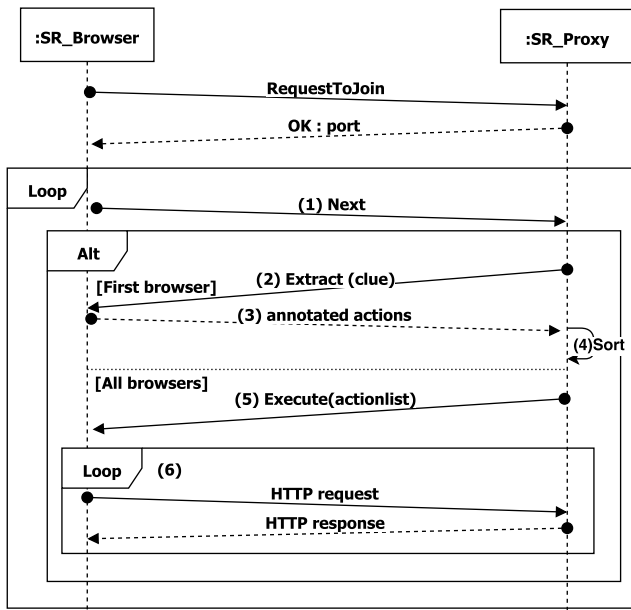 :SR_Browser
:SR_Proxy
RequestToJoin
OK : port
Loop
(1) Next
Alt
(2) Extract (clue)
[First browser]
(3) annotated actions
(4)Sort
[All browsers]
(5) Execute(actionlist)
Loop
(6)
HTTP request
HTTP response